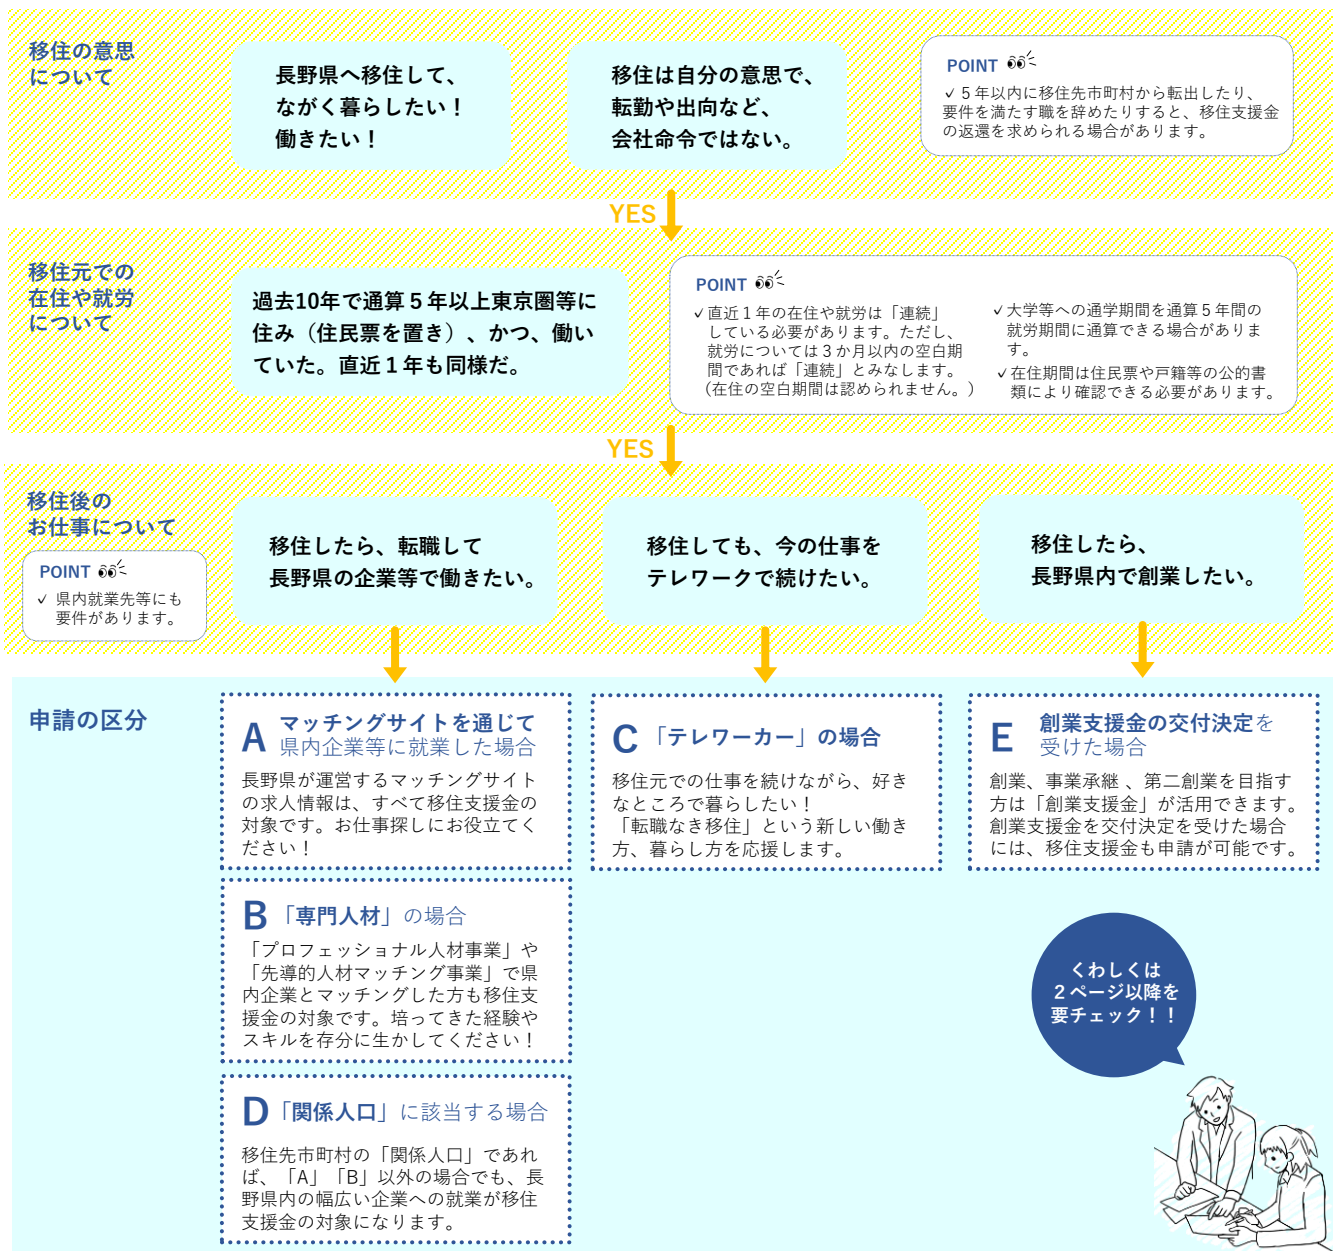 移住の意思
について
長野県へ移住して、
ながく暮らしたい！
働きたい！
移住は自分の意思で、
転勤や出向など、
会社命令ではない。
POINT
✓５年以内に移住先市町村から転出したり、
要件を満たす職を辞めたりすると、移住支援金
の返還を求められる場合があります。
YES
移住元での
在住や就労
について
過去10年で通算５年以上東京圏等に
住み（住民票を置き）、かつ、働い
ていた。直近１年も同様だ。
POINT
✓直近１年の在住や就労は「連続」
している必要があります。ただし、
就労については３か月以内の空白期
間であれば「連続」とみなします。
（在住の空白期間は認められません。）
✓大学等への通学期間を通算５年間の
就労期間に通算できる場合がありま
す。
✓在住期間は住民票や戸籍等の公的書
類により確認できる必要があります。
YES
移住後の
お仕事について
POINT
✓ 県内就業先等にも
要件があります。
移住したら、転職して
長野県の企業等で働きたい。
移住しても、今の仕事を
テレワークで続けたい。
移住したら、
長野県内で創業したい。
申請の区分
A マッチングサイトを通じて
県内企業等に就業した場合
長野県が運営するマッチングサイト
の求人情報は、すべて移住支援金の
対象です。お仕事探しにお役立てく
ださい！
B 「専門人材」の場合
「プロフェッショナル人材事業」や
「先導的人材マッチング事業」で県
内企業とマッチングした方も移住支
援金の対象です。培ってきた経験や
スキルを存分に生かしてください！
D 「関係人口」に該当する場合
移住先市町村の「関係人口」であれ
ば、「A」「B」以外の場合でも、長
野県内の幅広い企業への就業が移住
支援金の対象になります。
C 「テレワーカー」の場合
移住元での仕事を続けながら、好き
なところで暮らしたい！
「転職なき移住」という新しい働き
方、暮らし方を応援します。
E 創業支援金の交付決定を
受けた場合
創業、事業承継 、第二創業を目指す
方は「創業支援金」が活用できます。
創業支援金を交付決定を受けた場合
には、移住支援金も申請が可能です。
くわしくは
２ページ以降を
要チェック！！